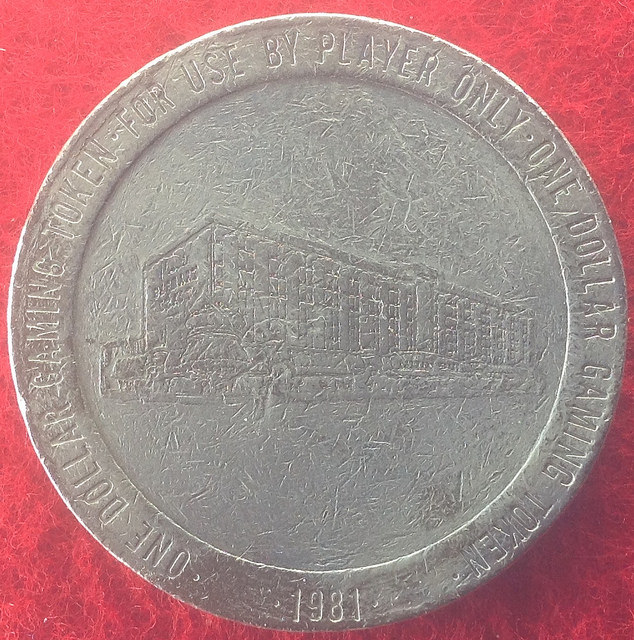 · ONE DOLLAR GAMING TOKEN · FOR USE BY PLAYER ONLY · ONE DOLLAR GAMING TOKEN ·
1981